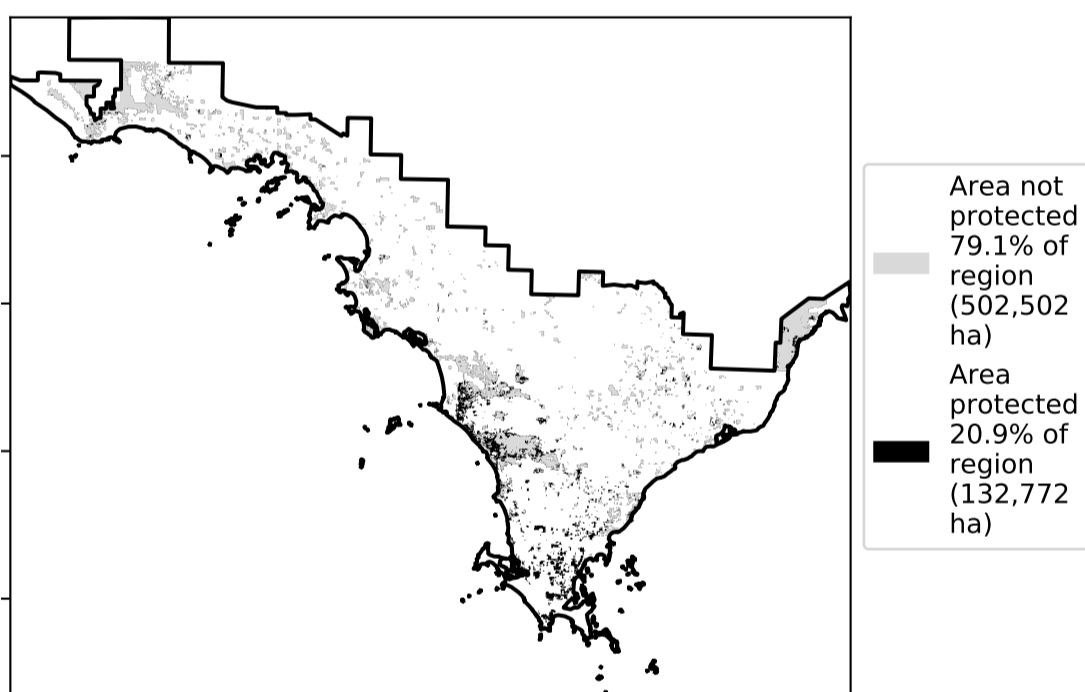 Area not
protected
79.1% of
region
(502,502
ha)
Area
protected
20.9% of
region
(132,772
ha)